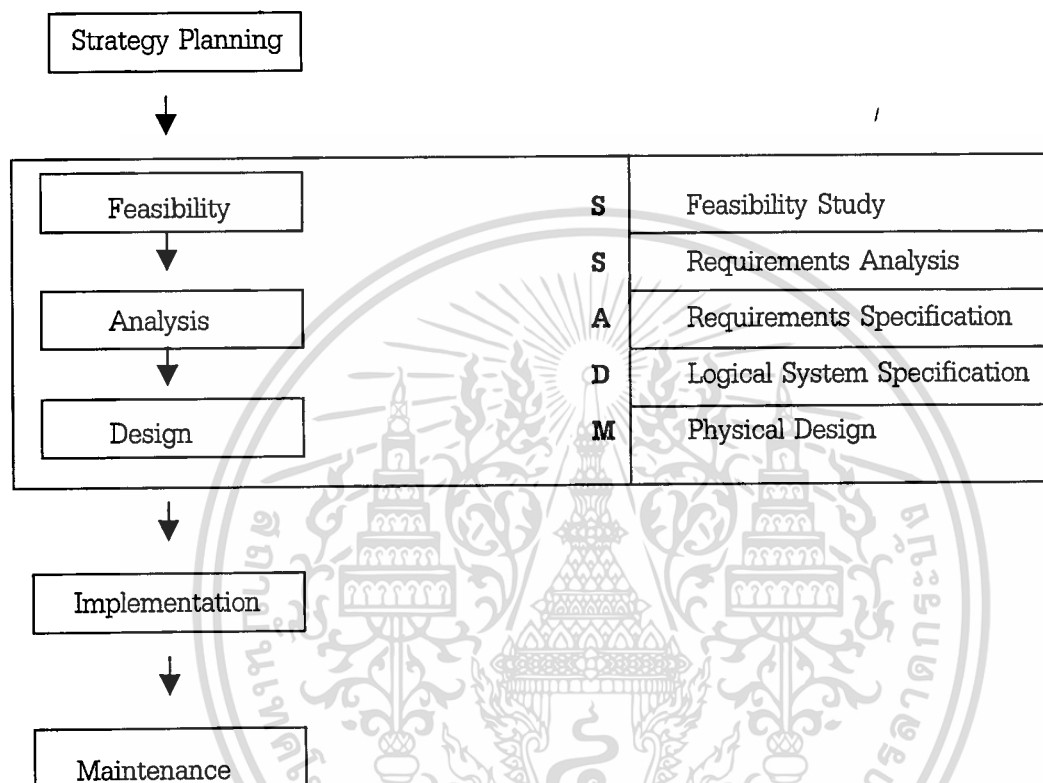 Strategy Planning
Feasibility
S Feasibility Study
S Requirements Analysis
Analysis
A Requirements Specification
D Logical System Specification
Design
M Physical Design
Implementation
Maintenance